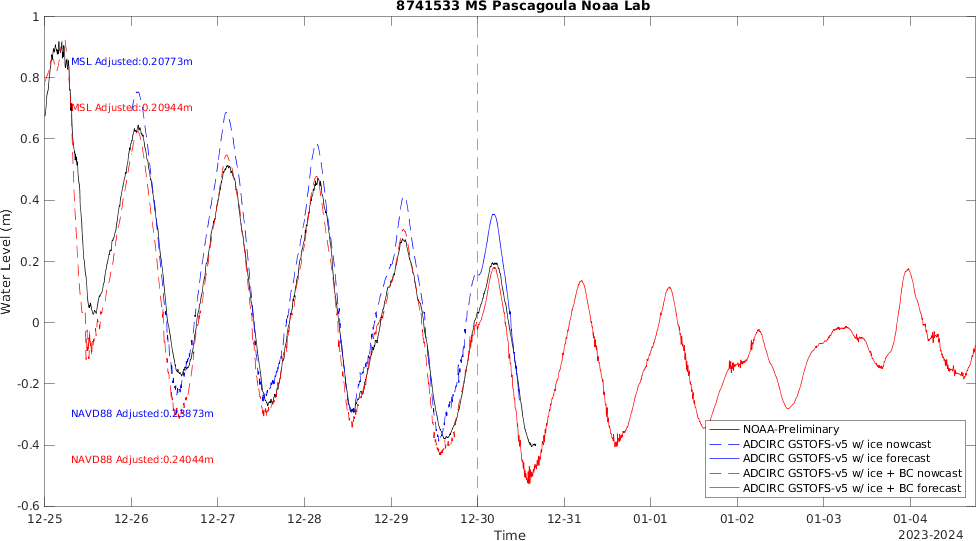 8741533 MS Pascagoula Noaa Lab
1
0.8
0.6
0.4
0.2
0
-0.2
-0.4
-0.6
Water Level (m)
MSL Adjusted:0.20773m
MSL Adjusted:0.20944m
NAVD88 Adjusted:0.23873m
NAVD88 Adjusted:0.24044m
NOAA-Preliminary
ADCIRC GSTOFS-v5 w/ ice nowcast
ADCIRC GSTOFS-v5 w/ ice forecast
ADCIRC GSTOFS-v5 w/ice + BC nowcast
ADCIRC GSTOFS-v5 w/ice + BC forecast
12-25 12-26 12-27 12-28 12-29 12-30 12-31 01-01 01-02 01-03 01-04
Time
2023-2024